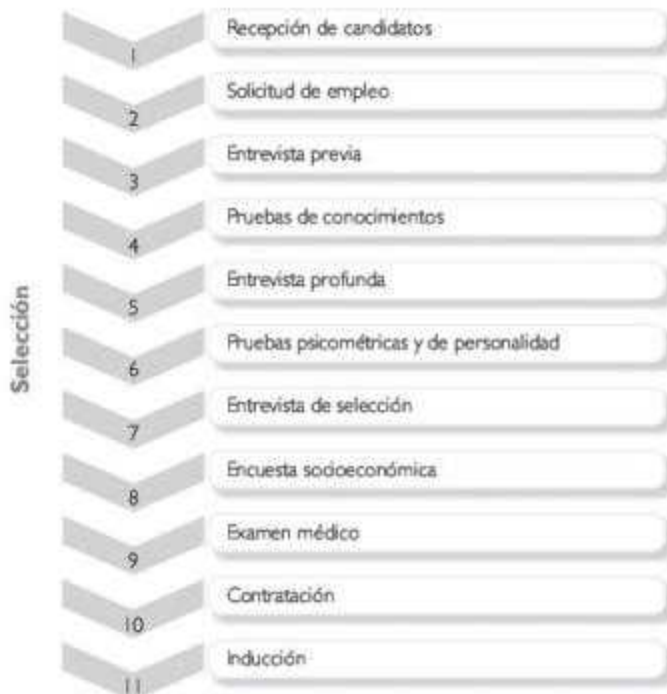 Selección
1
Recepción de candidatos
2
Solicitud de empleo
3
Entrevista previa
4
Pruebas de conocimientos
5
Entrevista profunda
6
Pruebas psicométricas y de personalidad
7
Entrevista de selección
8
Encuesta socioeconómica
9
Examen médico
10
Contratación
11
Inducción